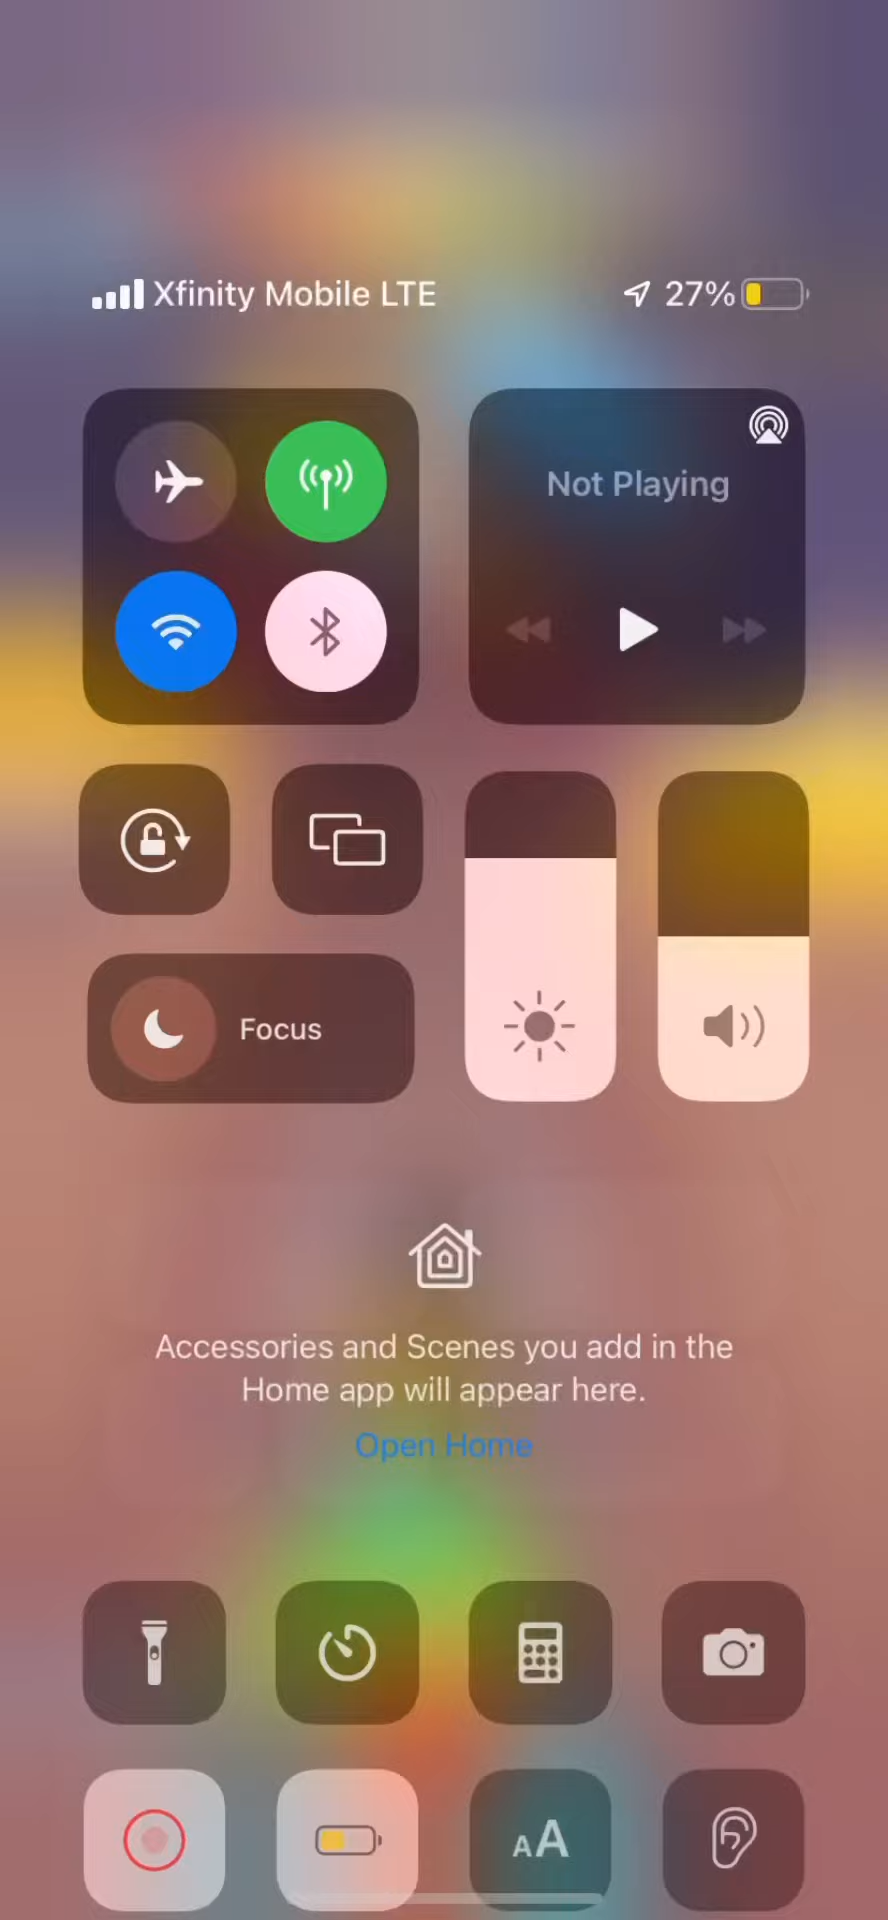 Xfinity Mobile LTE 27%
Not Playing
Focus
Accessories and Scenes you add in the
Home app will appear here.
Open Home
AA